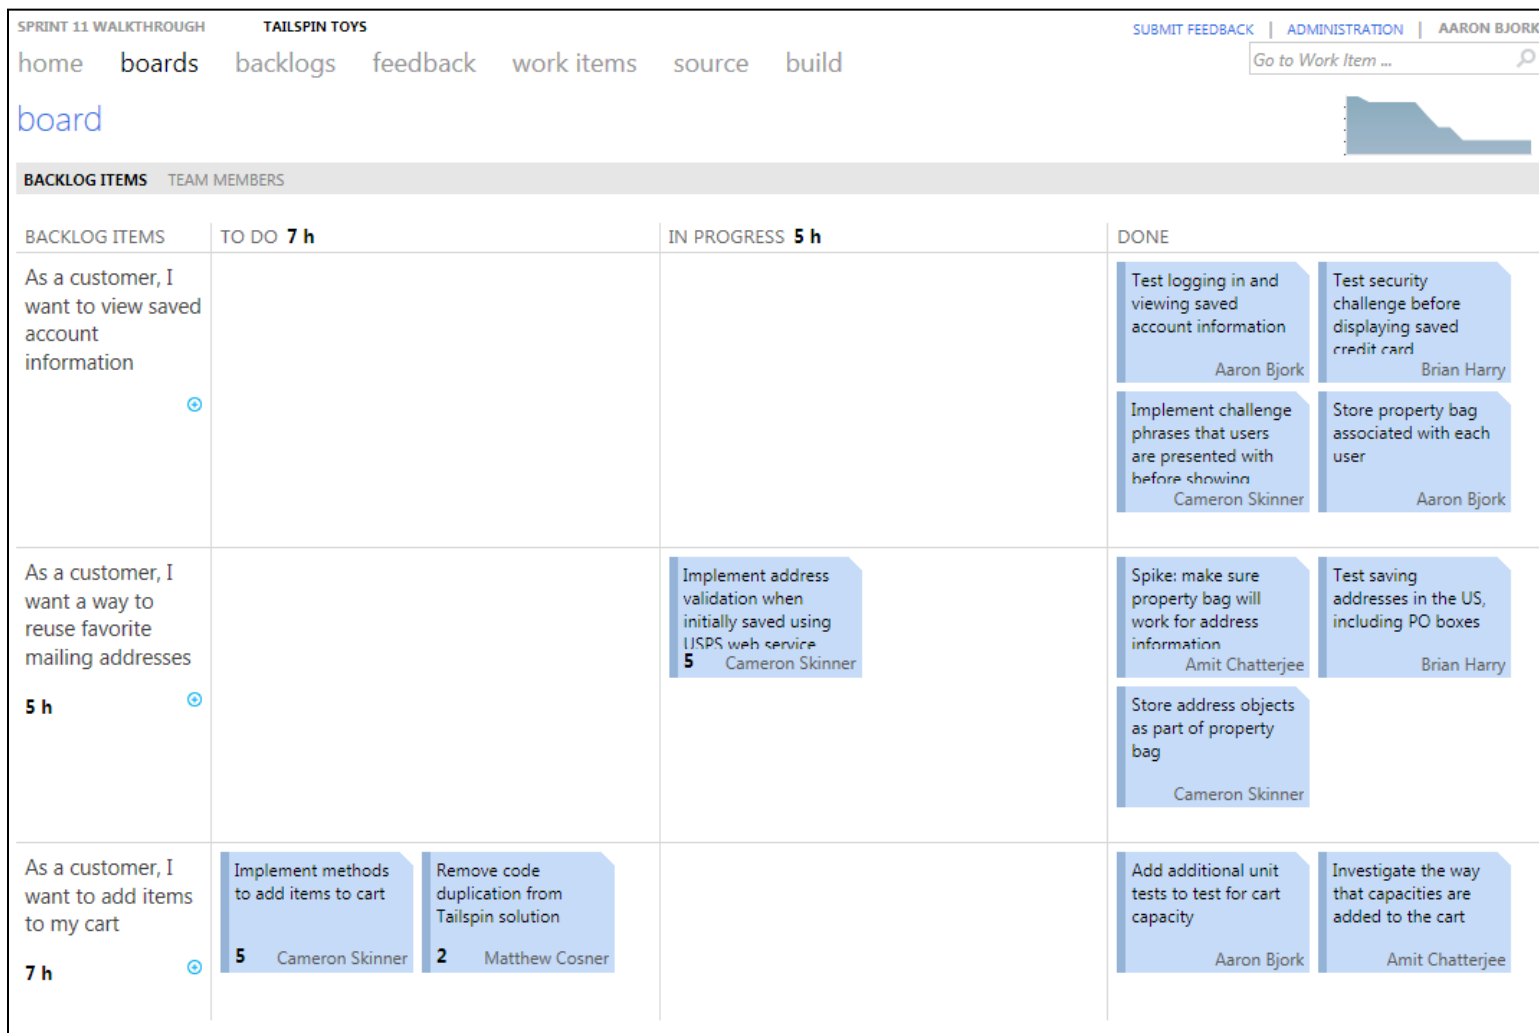 SPRINT 11 WALKTHROUGH TAILSPIN TOYS SUBMIT FEEDBACK | ADMINISTRATION | AARON BJORK
home boards backlogs feedback work items source build
Go to Work Item ...
board
BACKLOG ITEMS TEAM MEMBERS
BACKLOG ITEMS TO DO 7 h IN PROGRESS 5 h DONE
As a customer, I
want to view saved
account
information
Test logging in and
viewing saved
account information
Aaron Bjork
Test security
challenge before
displaying saved
credit card
Brian Harry
Implement challenge
phrases that users
are presented with
before showing
Cameron Skinner
Store property bag
associated with each
user
Aaron Bjork
As a customer, I
want a way to
reuse favorite
mailing addresses
5 h
Implement address
validation when
initially saved using
USPS web service
5 Cameron Skinner
Spike: make sure
property bag will
work for address
information
Amit Chatterjee
Test saving
addresses in the US,
including PO boxes
Brian Harry
Store address objects
as part of property
bag
Cameron Skinner
As a customer, I
want to add items
to my cart
7 h
Implement methods
to add items to cart
5 Cameron Skinner
Remove code
duplication from
Tailspin solution
2 Matthew Cosner
Add additional unit
tests to test for cart
capacity
Aaron Bjork
Investigate the way
that capacities are
added to the cart
Amit Chatterjee